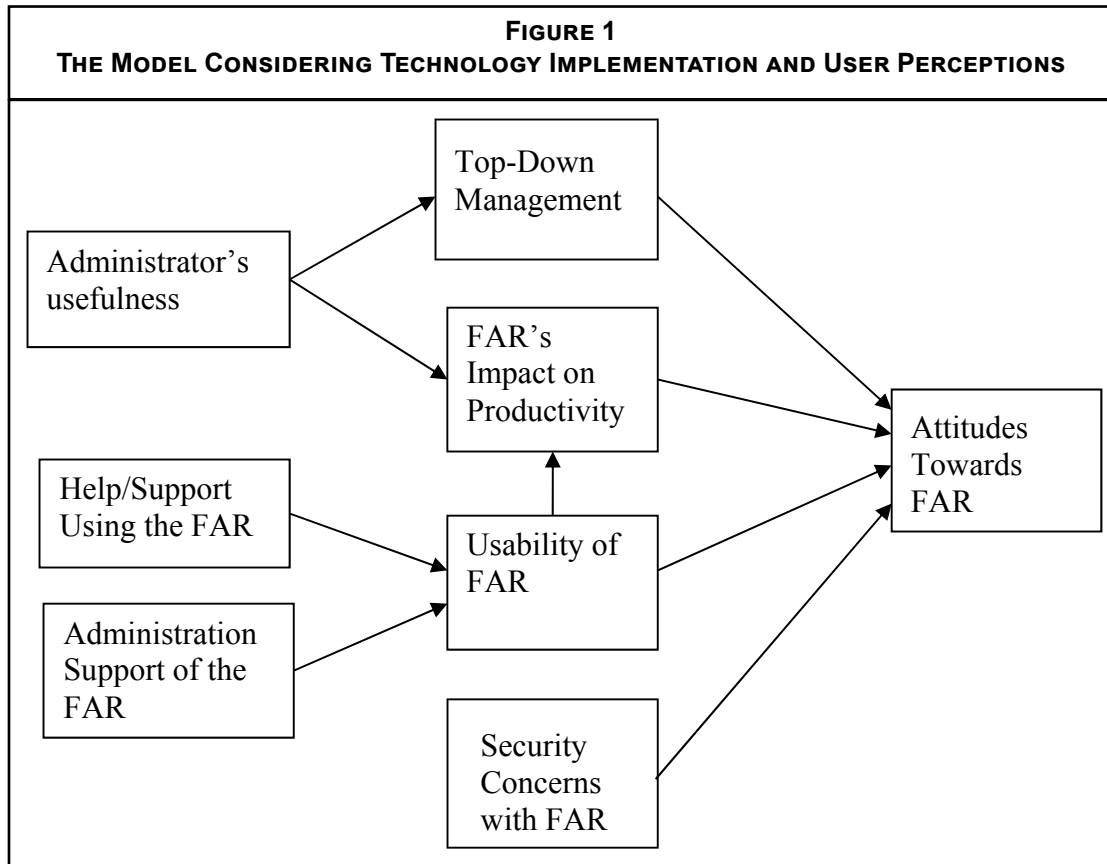 FIGURE 1
THE MODEL CONSIDERING TECHNOLOGY IMPLEMENTATION AND USER PERCEPTIONS
Top-Down
Management
Administrator’s
usefulness
FAR’s
Impact on
Productivity
Attitudes
Towards
FAR
Help/Support
Using the FAR
Usability of
FAR
Administration
Support of the
FAR
Security
Concerns
with FAR